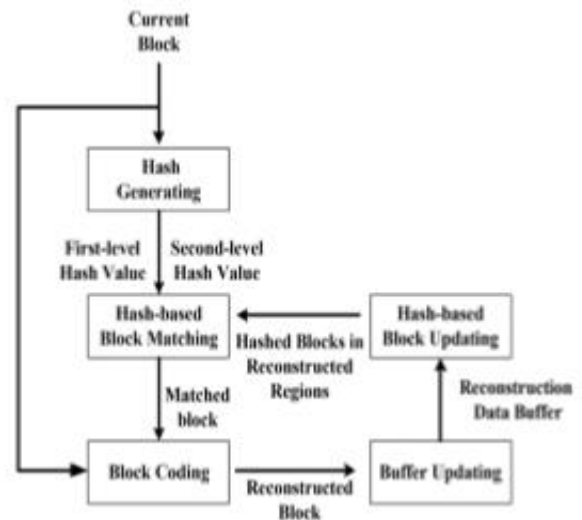 Current
Block
Hash
Generating
First-level
Hash Value
Second-level
Hash Value
Hash-based
Block Matching
Hashed Blocks in
Reconstructed
Regions
Hash-based
Block Updating
Matched
block
Reconstruction
Data Buffer
Block Coding
Reconstructed
Block
Buffer Updating